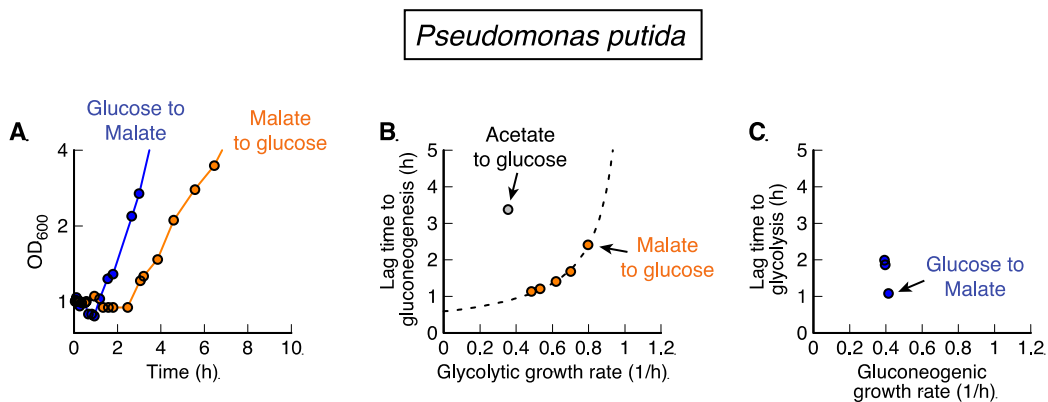 Pseudomonas putida
A.
Glucose to
Malate
Malate
to glucose
4
2
1
OD600
0 2 4 6 8 10
Time (h).
B.
Acetate
to glucose
Malate
to glucose
5
4
3
2
1
0
Lag time to
gluconeogenesis (h)
0 0.4 0.6 0.8 1 1.2
Glycolytic growth rate (1/h).
C.
Glucose to
Malate
5
4
3
2
1
0
Lag time to
glycolysis (h)
0 0.2 0.4 0.6 0.8 1 1.2
Gluconeogenic
growth rate (1/h).